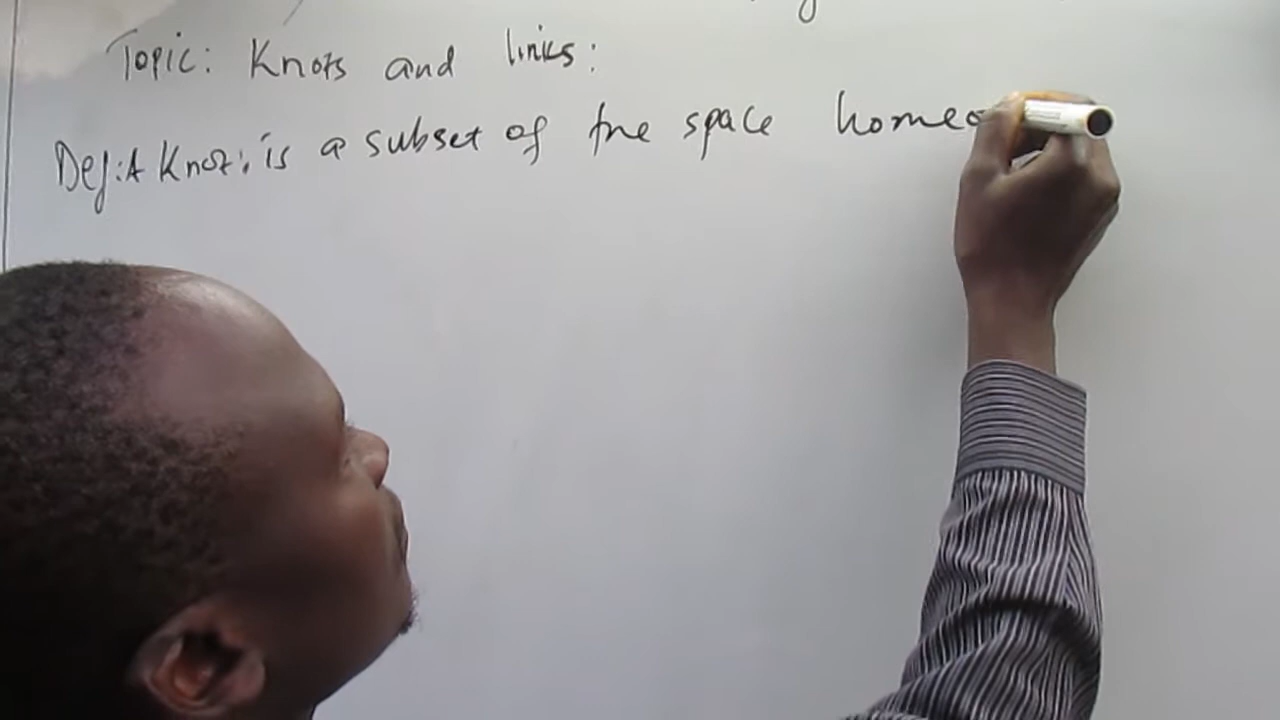 Topic: Knots and links:
Def: A Knot: is a subset of the space homeo